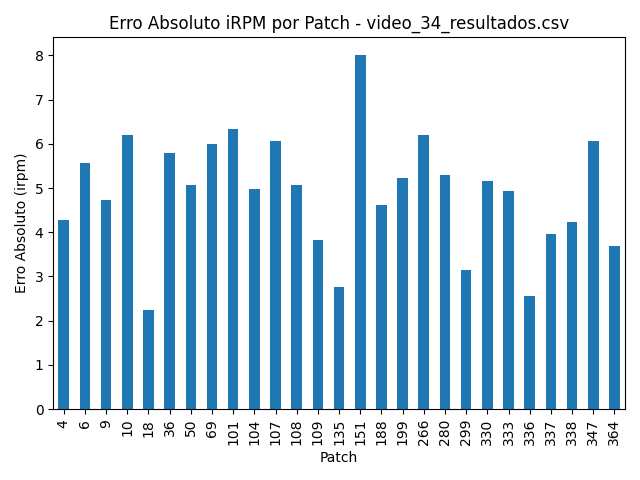 Erro Absoluto iRPM por Patch - video_34_resultados.csv
Erro Absoluto (irpm)
8
7
6
5
4
3
2
1
0
4 6 9 10 18 36 50 69 101 104 107 108 109 135 151 188 199 266 280 299 330 333 336 337 338 347 364
Patch